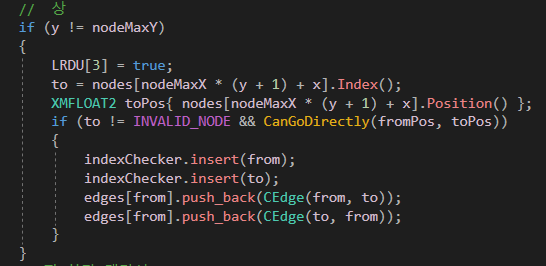 // 상
if (y != nodeMaxY)
{
LRDU[3] = true;
to = nodes[nodeMaxX * (y + 1) + x].Index();
XMFLOAT2 toPos{ nodes[nodeMaxX * (y + 1) + x].Position() };
if (to != INVALID_NODE && CanGoDirectly(fromPos, toPos))
{
indexChecker.insert(from);
indexChecker.insert(to);
edges[from].push_back(CEdge(from, to));
edges[from].push_back(CEdge(to, from));
}
}